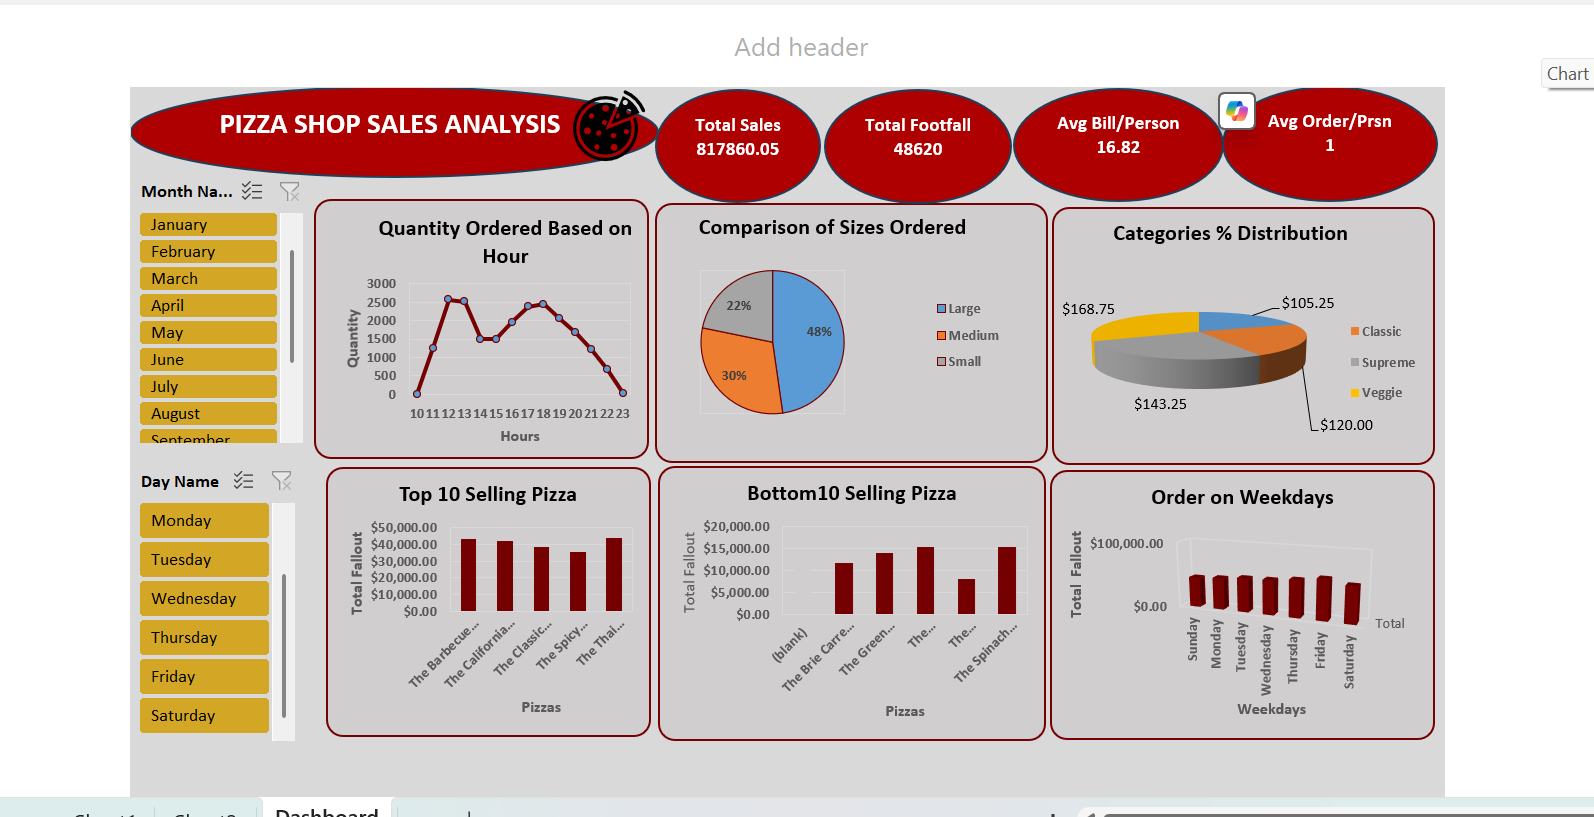 Add header
Chart
PIZZA SHOP SALES ANALYSIS
Total Sales
817860.05
Total Footfall
48620
Avg Bill/Person
16.82
Avg Order/Prsn
1
Month Na...
January
February
March
April
May
June
July
August
September
Day Name
Monday
Tuesday
Wednesday
Thursday
Friday
Saturday
Quantity Ordered Based on
Hour
Quantity
3000
2500
2000
1500
1000
500
0
10 11 12 13 14 15 16 17 18 19 20 21 22 23
Hours
Comparison of Sizes Ordered
22%
48%
30%
Large
Medium
Small
Categories % Distribution
$168.75
$105.25
$143.25
$120.00
Classic
Supreme
Veggie
Top 10 Selling Pizza
Total Fallout
$50,000.00
$40,000.00
$30,000.00
$20,000.00
$10,000.00
$0.00
The Barbecue...
The California...
The Classic...
The Spicy...
The Thai...
Pizzas
Bottom10 Selling Pizza
Total Fallout
$20,000.00
$15,000.00
$10,000.00
$5,000.00
$0.00
(blank)
The Brie Carre...
The Green...
The...
The...
The Spinach...
Pizzas
Order on Weekdays
Total Fallout
$100,000.00
$0.00
Sunday
Monday
Tuesday
Wednesday
Thursday
Friday
Saturday
Total
Weekdays
Dashboard